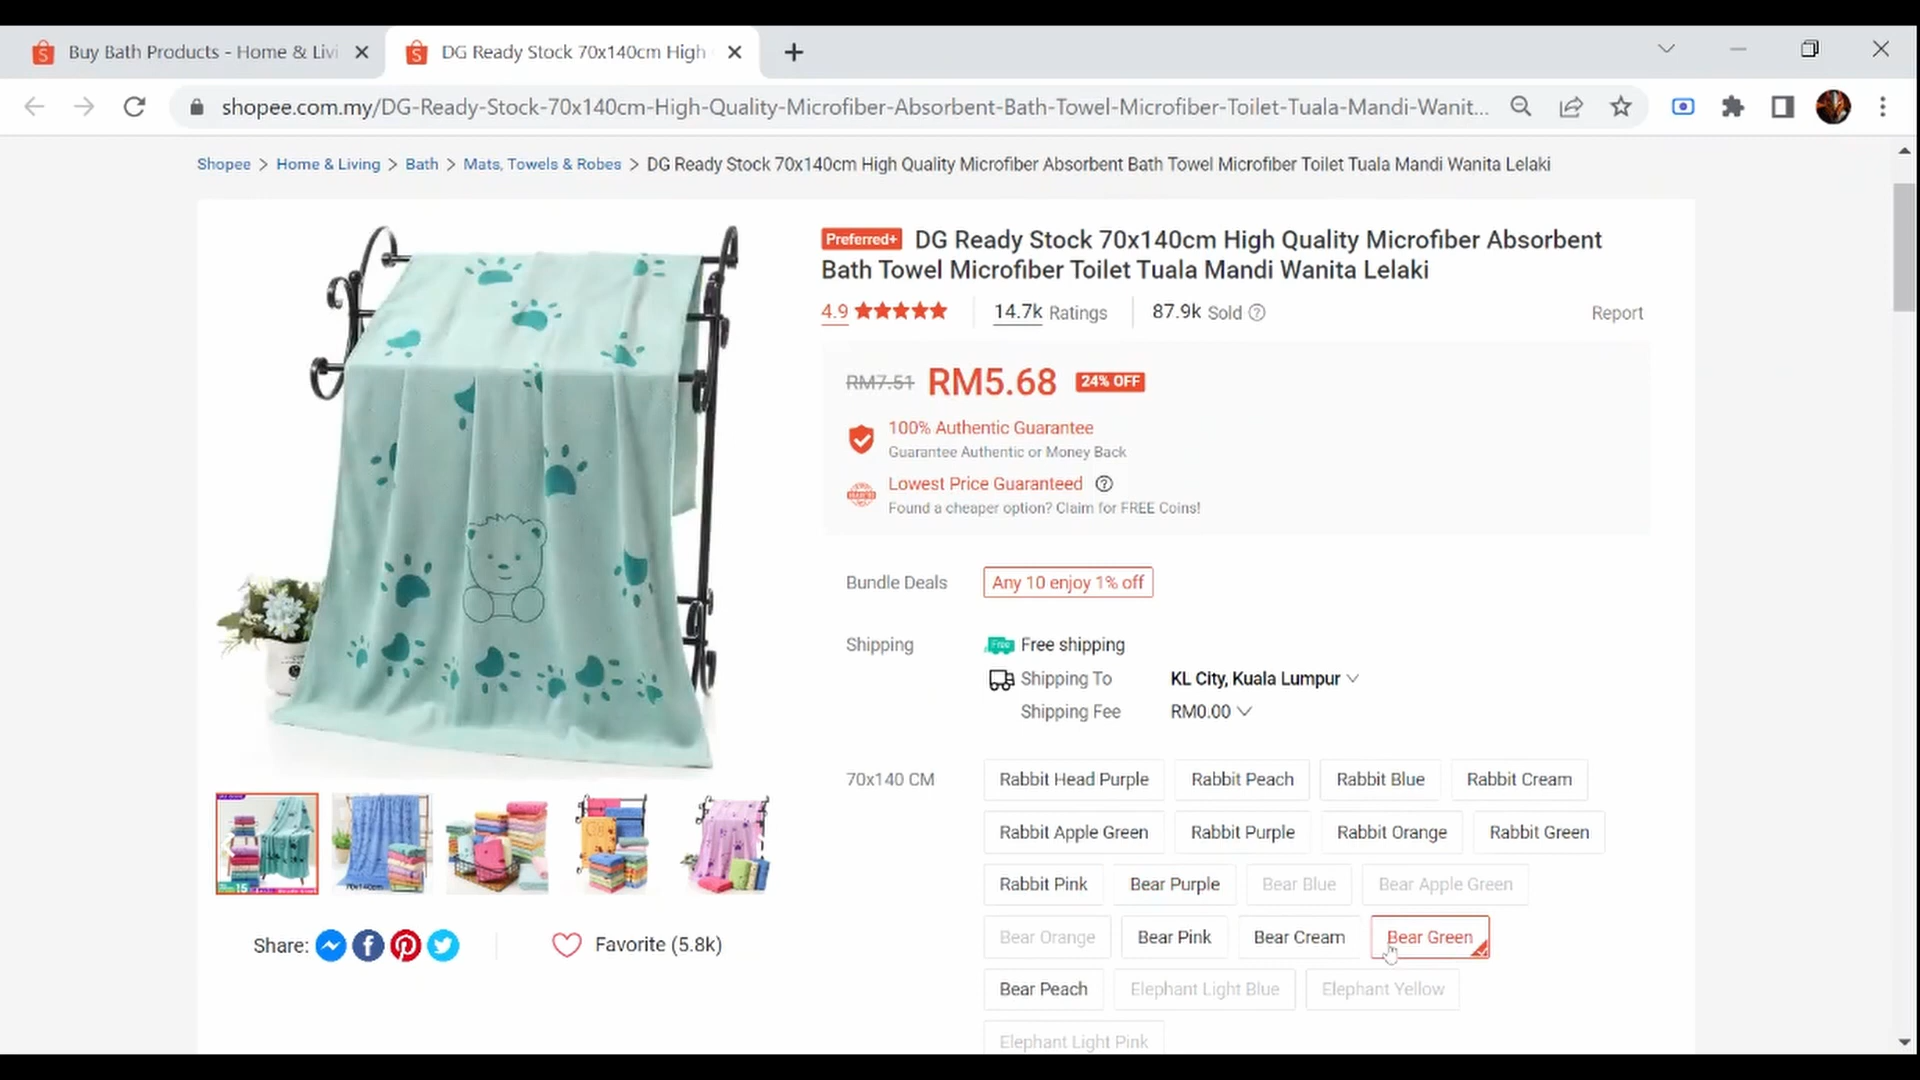 Buy Bath Products - Home & Livi
DG Ready Stock 70x140cm High
shopee.com.my/DG-Ready-Stock-70x140cm-High-Quality-Microfiber-Absorbent-Bath-Towel-Microfiber-Toilet-Tuala-Mandi-Wanit...
Shopee > Home & Living > Bath > Mats, Towels & Robes > DG Ready Stock 70x140cm High Quality Microfiber Absorbent Bath Towel Microfiber Toilet Tuala Mandi Wanita Lelaki
Preferred+ DG Ready Stock 70x140cm High Quality Microfiber Absorbent
Bath Towel Microfiber Toilet Tuala Mandi Wanita Lelaki
4.9 14.7k Ratings 87.9k Sold Report
RM7.51 RM5.68 24% OFF
100% Authentic Guarantee
Guarantee Authentic or Money Back
Lowest Price Guaranteed
Found a cheaper option? Claim for FREE Coins!
Bundle Deals Any 10 enjoy 1% off
Shipping Free Free shipping
Shipping To KL City, Kuala Lumpur
Shipping Fee RM0.00
70x140 CM Rabbit Head Purple Rabbit Peach Rabbit Blue Rabbit Cream
Rabbit Apple Green Rabbit Purple Rabbit Orange Rabbit Green
Rabbit Pink Bear Purple Bear Blue Bear Apple Green
Bear Orange Bear Pink Bear Cream Bear Green
Bear Peach Elephant Light Blue Elephant Yellow
Elephant Light Pink
15
70x140cm
Share: Favorite (5.8k)